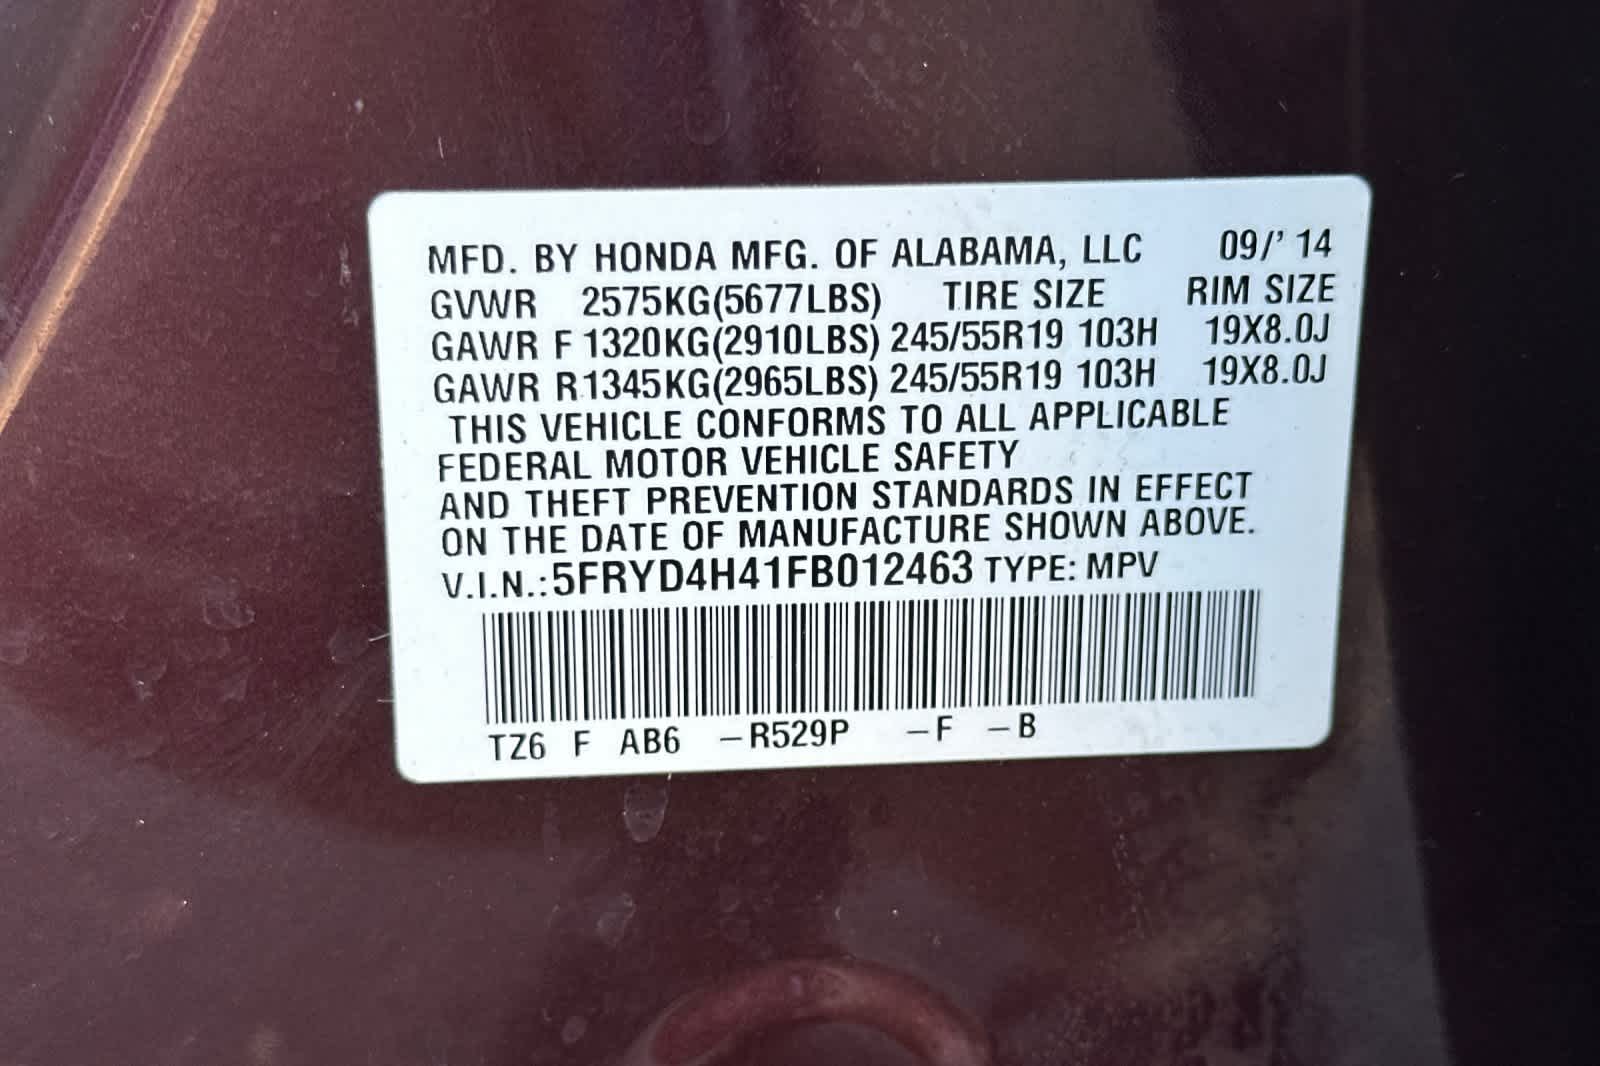 MFD. BY HONDA MFG. OF ALABAMA, LLC 09/' 14
GVWR 2575KG(5677LBS) TIRE SIZE RIM SIZE
GAWR F 1320KG(2910LBS) 245/55R19 103H 19X8.0J
GAWR R1345KG(2965LBS) 245/55R19 103H 19X8.0J
THIS VEHICLE CONFORMS TO ALL APPLICABLE
FEDERAL MOTOR VEHICLE SAFETY
AND THEFT PREVENTION STANDARDS IN EFFECT
ON THE DATE OF MANUFACTURE SHOWN ABOVE.
V.I.N.:5FRYD4H41FB012463 TYPE: MPV
TZ6 F AB6 –R529P –F –B